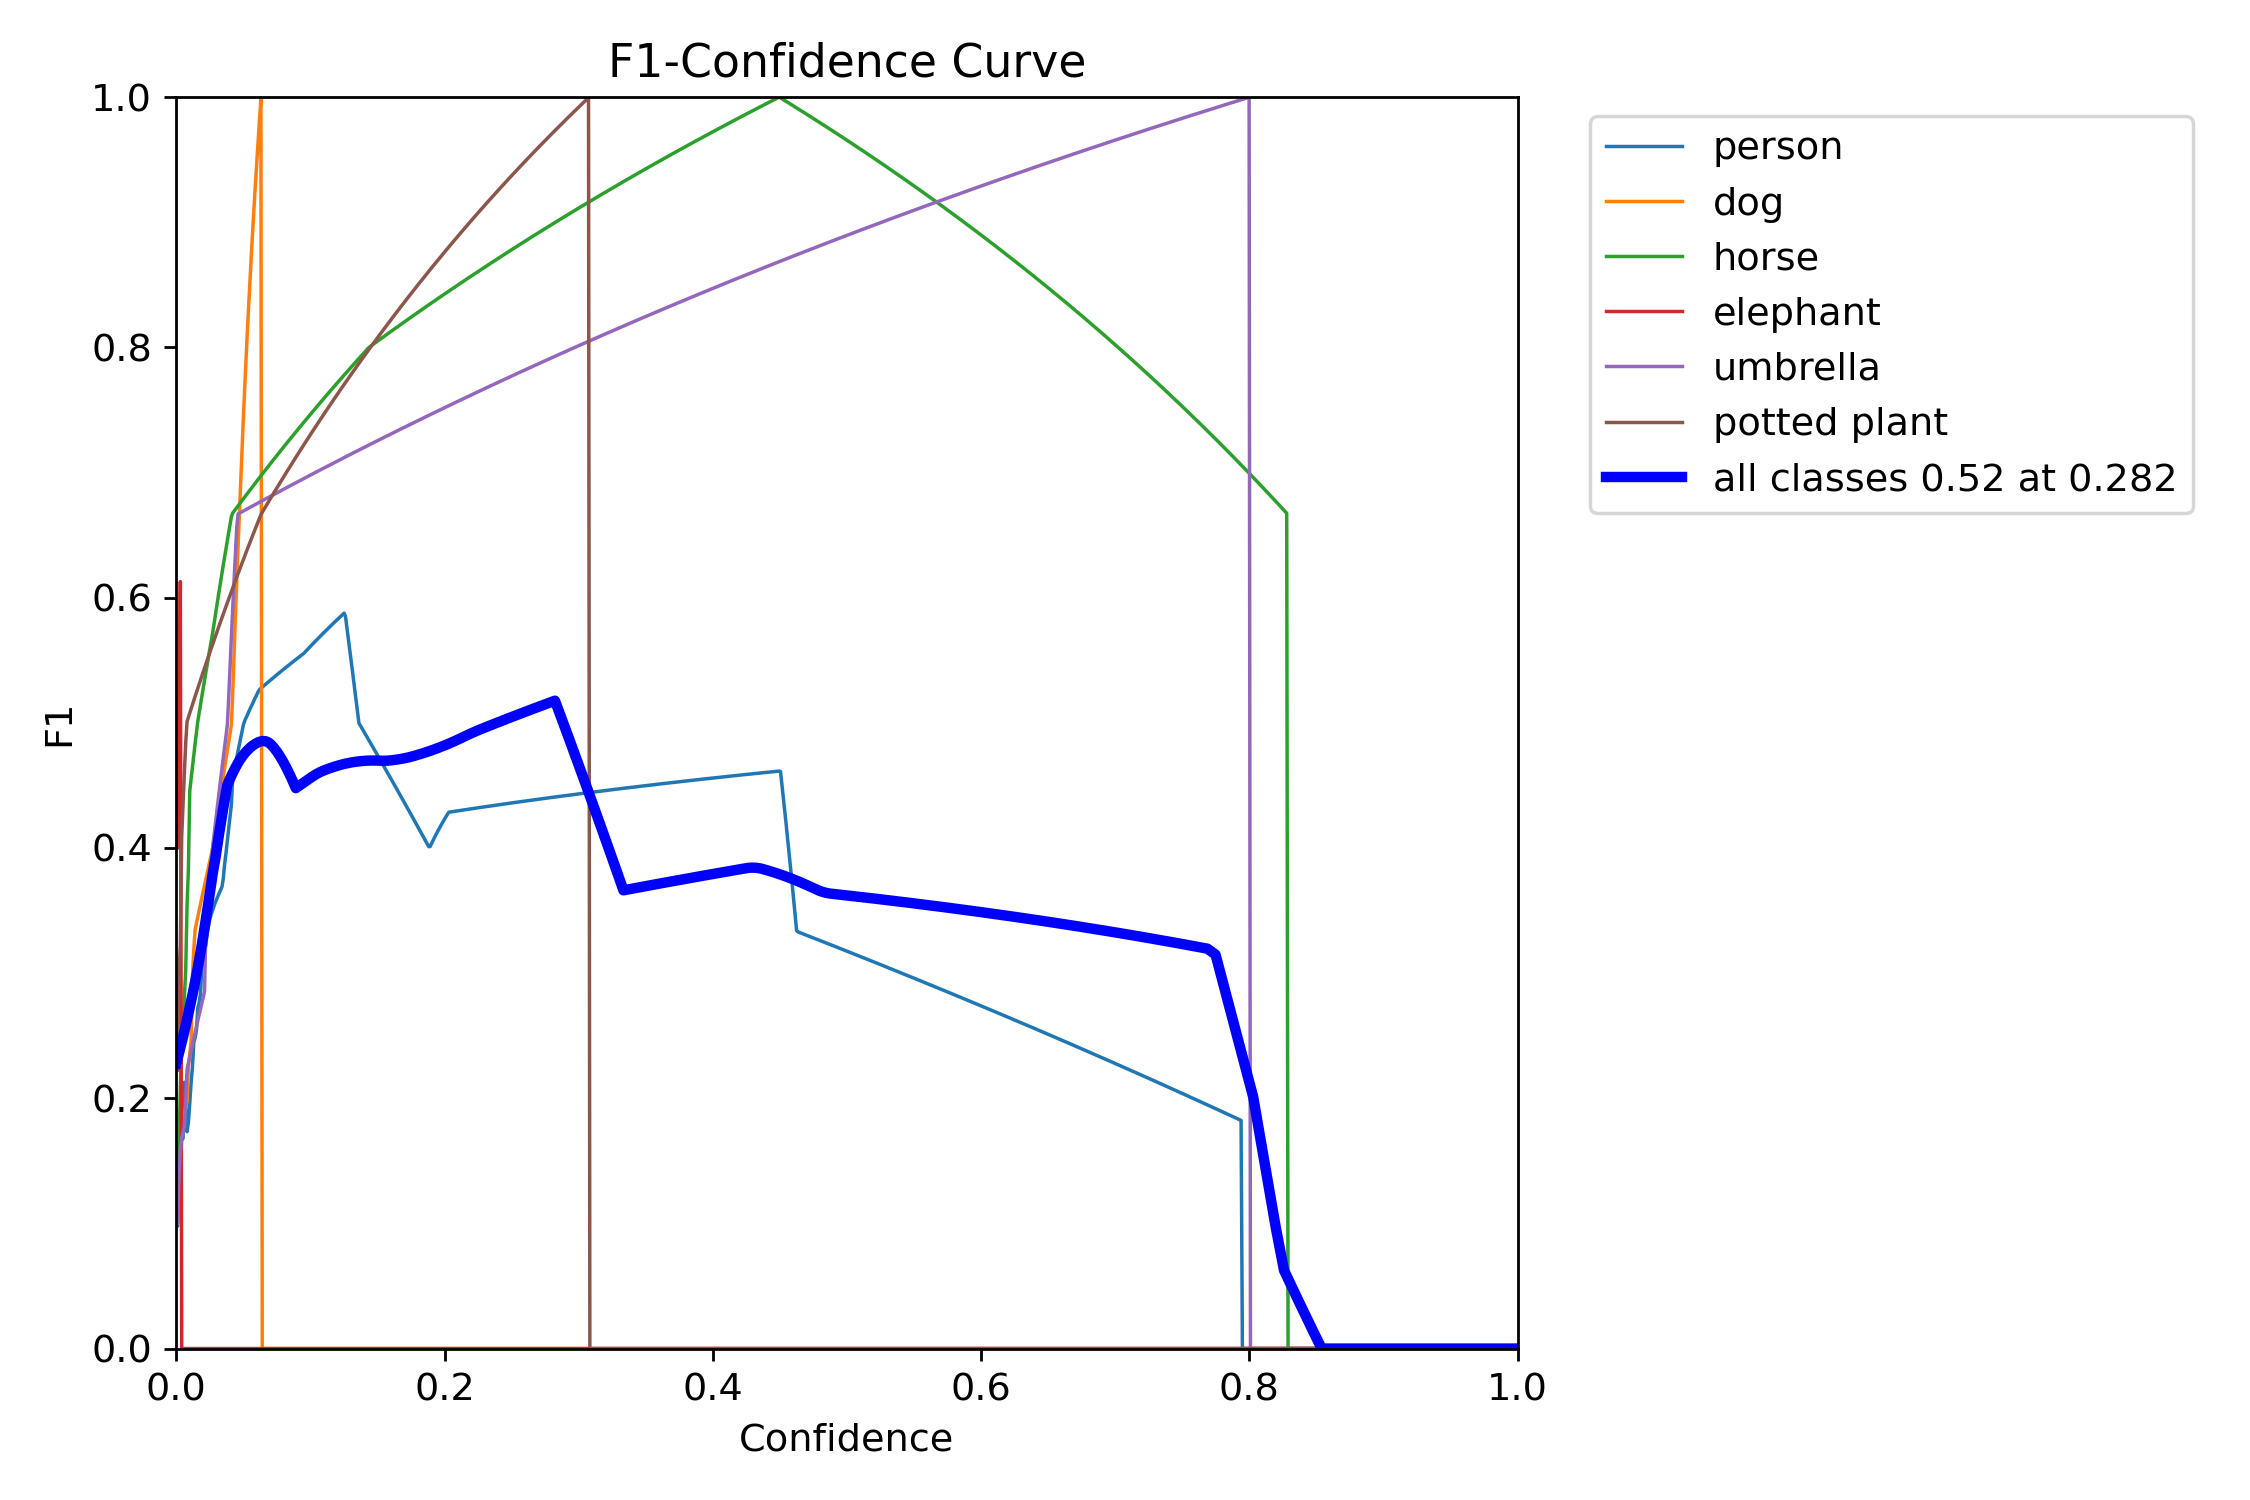 F1-Confidence Curve
1.0
0.8
0.6
0.4
0.2
0.0
F1
0.0 0.2 0.4 0.6 0.8 1.0
Confidence
person
dog
horse
elephant
umbrella
potted plant
all classes 0.52 at 0.282